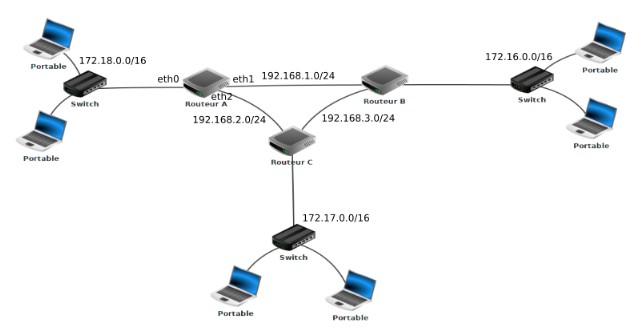 172.18.0.0/16
172.16.0.0/16
Portable
Portable
eth0
eth1
192.168.1.0/24
Switch
Routeur A
Routeur B
Switch
eth2
192.168.2.0/24
192.168.3.0/24
Portable
Portable
Routeur C
172.17.0.0/16
Switch
Portable
Portable